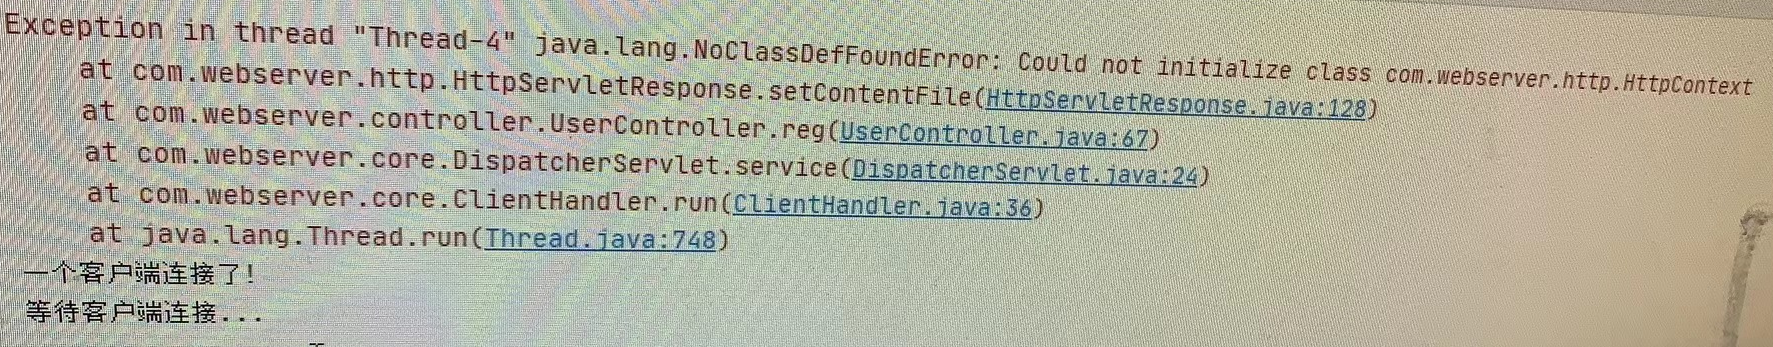 Exception in thread "Thread-4" java.lang.NoClassDefFoundError: Could not initialize class com.webserver.http.HttpContext
at com.webserver.http.HttpServletResponse.setContentFile(HttpServletResponse.java:128)
at com.webserver.controller.UserController.reg(UserController.java:67)
at com.webserver.core.DispatcherServlet.service(DispatcherServlet.java:24)
at com.webserver.core.ClientHandler.run(ClientHandler.java:36)
at java.lang.Thread.run(Thread.java:748)
一个客户端连接了!
等待客户端连接...